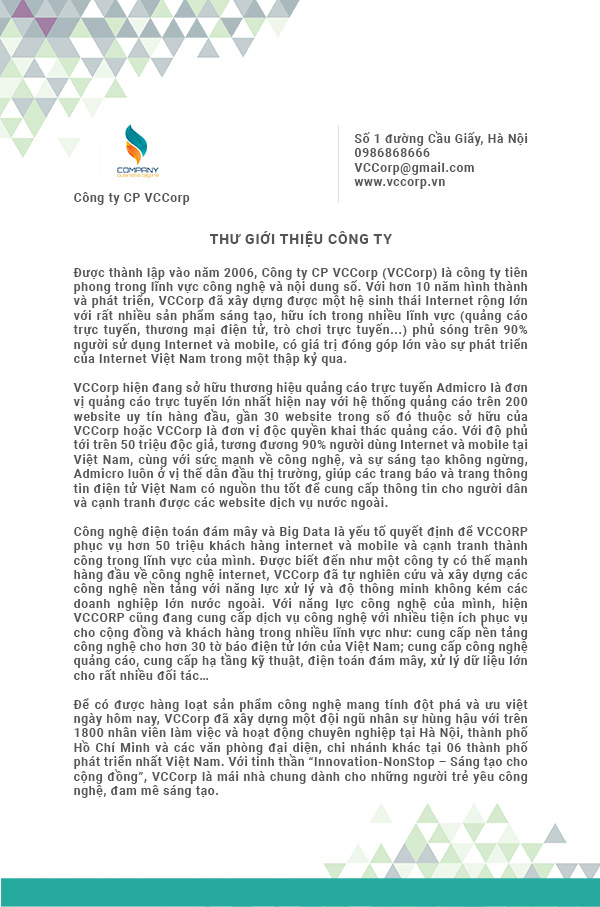 COMPANY
business tagline
Công ty CP VCCorp
Số 1 đường Cầu Giấy, Hà Nội
0986868666
VCCorp@gmail.com
www.vccorp.vn
THƯ GIỚI THIỆU CÔNG TY
Được thành lập vào năm 2006, Công ty CP VCCorp (VCCorp) là công ty tiên
phong trong lĩnh vực công nghệ và nội dung số. Với hơn 10 năm hình thành
và phát triển, VCCorp đã xây dựng được một hệ sinh thái Internet rộng lớn
với rất nhiều sản phẩm sáng tạo, hữu ích trong nhiều lĩnh vực (quảng cáo
trực tuyến, thương mại điện tử, trò chơi trực tuyến...) phủ sóng trên 90%
người sử dụng Internet và mobile, có giá trị đóng góp lớn vào sự phát triển
của Internet Việt Nam trong một thập kỷ qua.
VCCorp hiện đang sở hữu thương hiệu quảng cáo trực tuyến Admicro là đơn
vị quảng cáo trực tuyến lớn nhất hiện nay với hệ thống quảng cáo trên 200
website uy tín hàng đầu, gần 30 website trong số đó thuộc sở hữu của
VCCorp hoặc VCCorp là đơn vị độc quyền khai thác quảng cáo. Với độ phủ
tới trên 50 triệu độc giả, tương đương 90% người dùng Internet và mobile tại
Việt Nam, cùng với sức mạnh về công nghệ, và sự sáng tạo không ngừng,
Admicro luôn ở vị thế dẫn đầu thị trường, giúp các trang báo và trang thông
tin điện tử Việt Nam có nguồn thu tốt để cung cấp thông tin cho người dân
và cạnh tranh được các website dịch vụ nước ngoài.
Công nghệ điện toán đám mây và Big Data là yếu tố quyết định để VCCORP
phục vụ hơn 50 triệu khách hàng internet và mobile và cạnh tranh thành
công trong lĩnh vực của mình. Được biết đến như một công ty có thế mạnh
hàng đầu về công nghệ internet, VCCorp đã tự nghiên cứu và xây dựng các
công nghệ nền tảng với năng lực xử lý và độ thông minh không kém các
doanh nghiệp lớn nước ngoài. Với năng lực công nghệ của mình, hiện
VCCORP cũng đang cung cấp dịch vụ công nghệ với nhiều tiện ích phục vụ
cho cộng đồng và khách hàng trong nhiều lĩnh vực như: cung cấp nền tảng
công nghệ cho hơn 30 tờ báo điện tử lớn của Việt Nam; cung cấp công nghệ
quảng cáo, cung cấp hạ tầng kỹ thuật, điện toán đám mây, xử lý dữ liệu lớn
cho rất nhiều đối tác…
Để có được hàng loạt sản phẩm công nghệ mang tính đột phá và ưu việt
ngày hôm nay, VCCorp đã xây dựng một đội ngũ nhân sự hùng hậu với trên
1800 nhân viên làm việc và hoạt động chuyên nghiệp tại Hà Nội, thành phố
Hồ Chí Minh và các văn phòng đại diện, chi nhánh khác tại 06 thành phố
phát triển nhất Việt Nam. Với tinh thần “Innovation-NonStop – Sáng tạo cho
cộng đồng”, VCCorp là mái nhà chung dành cho những người trẻ yêu công
nghệ, đam mê sáng tạo.